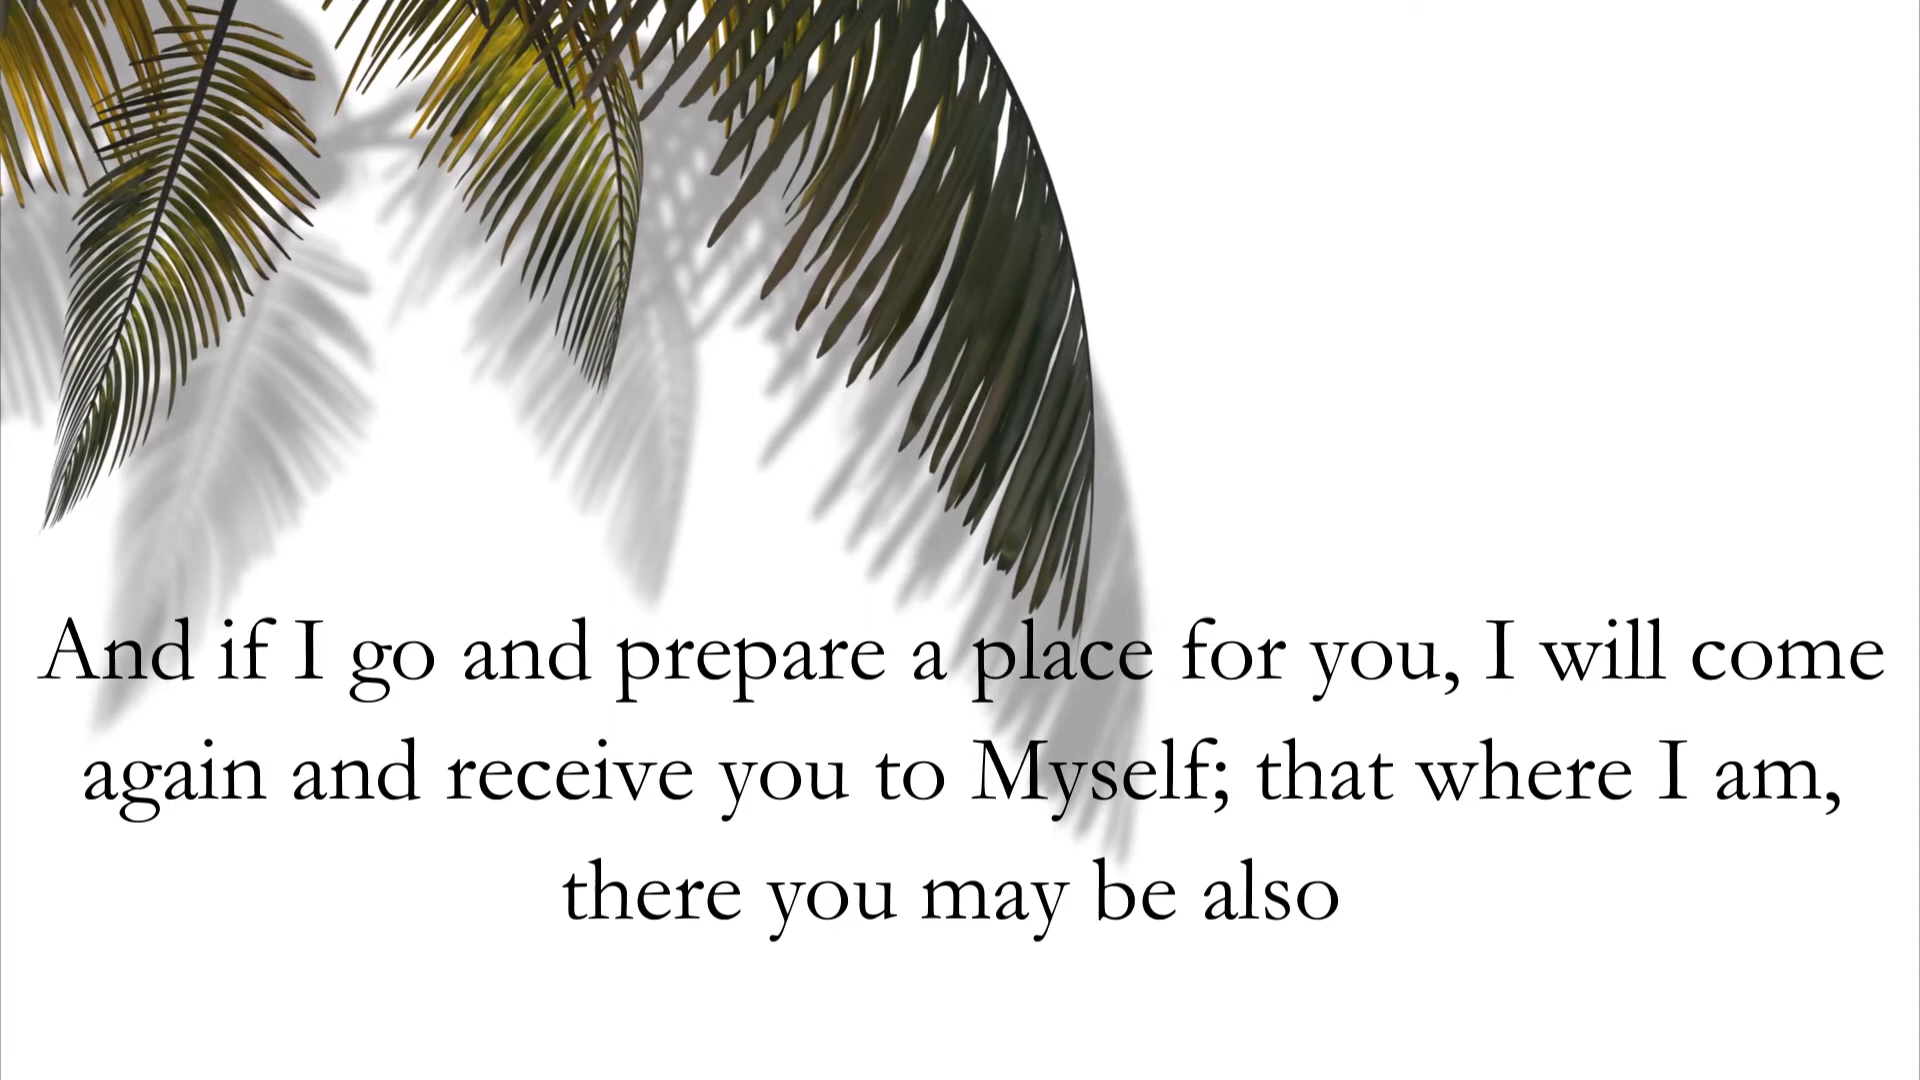 And if I go and prepare a place for you, I will come
again and receive you to Myself; that where I am,
there you may be also